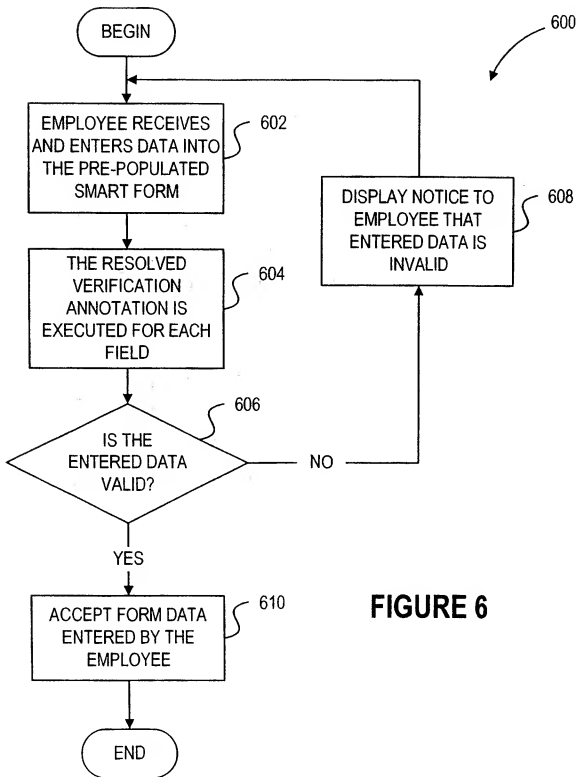 BEGIN
600
EMPLOYEE RECEIVES
AND ENTERS DATA INTO
THE PRE-POPULATED
SMART FORM
602
DISPLAY NOTICE TO
EMPLOYEE THAT
ENTERED DATA IS
INVALID
608
THE RESOLVED
VERIFICATION
ANNOTATION IS
EXECUTED FOR EACH
FIELD
604
606
IS THE
ENTERED DATA
VALID?
NO
YES
ACCEPT FORM DATA
ENTERED BY THE
EMPLOYEE
610
FIGURE 6
END